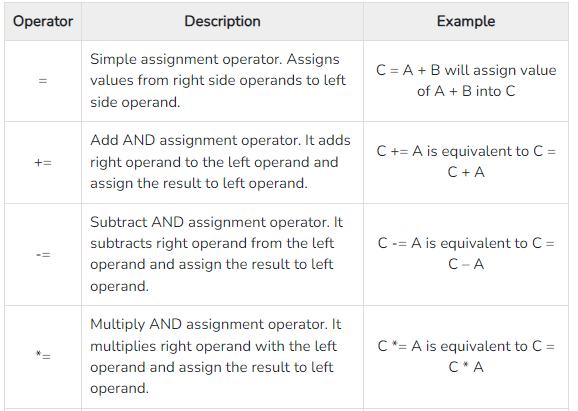 Operator Description Example
=
Simple assignment operator. Assigns
values from right side operands to left
side operand.
C = A + B will assign value
of A + B into C
+=
Add AND assignment operator. It adds
right operand to the left operand and
assign the result to left operand.
C += A is equivalent to C =
C + A
-=
Subtract AND assignment operator. It
subtracts right operand from the left
operand and assign the result to left
operand.
C -= A is equivalent to C =
C – A
*=
Multiply AND assignment operator. It
multiplies right operand with the left
operand and assign the result to left
operand.
C *= A is equivalent to C =
C * A